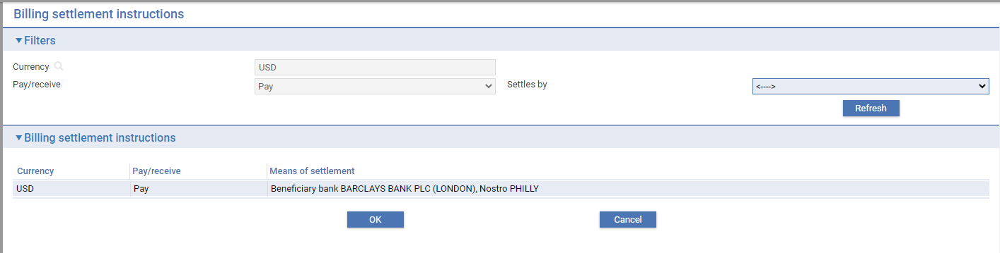 Billing settlement instructions
Filters
Currency
USD
Pay/receive
Pay
Settles by
<---->
Refresh
Billing settlement instructions
Currency Pay/receive Means of settlement
USD Pay Beneficiary bank BARCLAYS BANK PLC (LONDON), Nostro PHILLY
OK Cancel